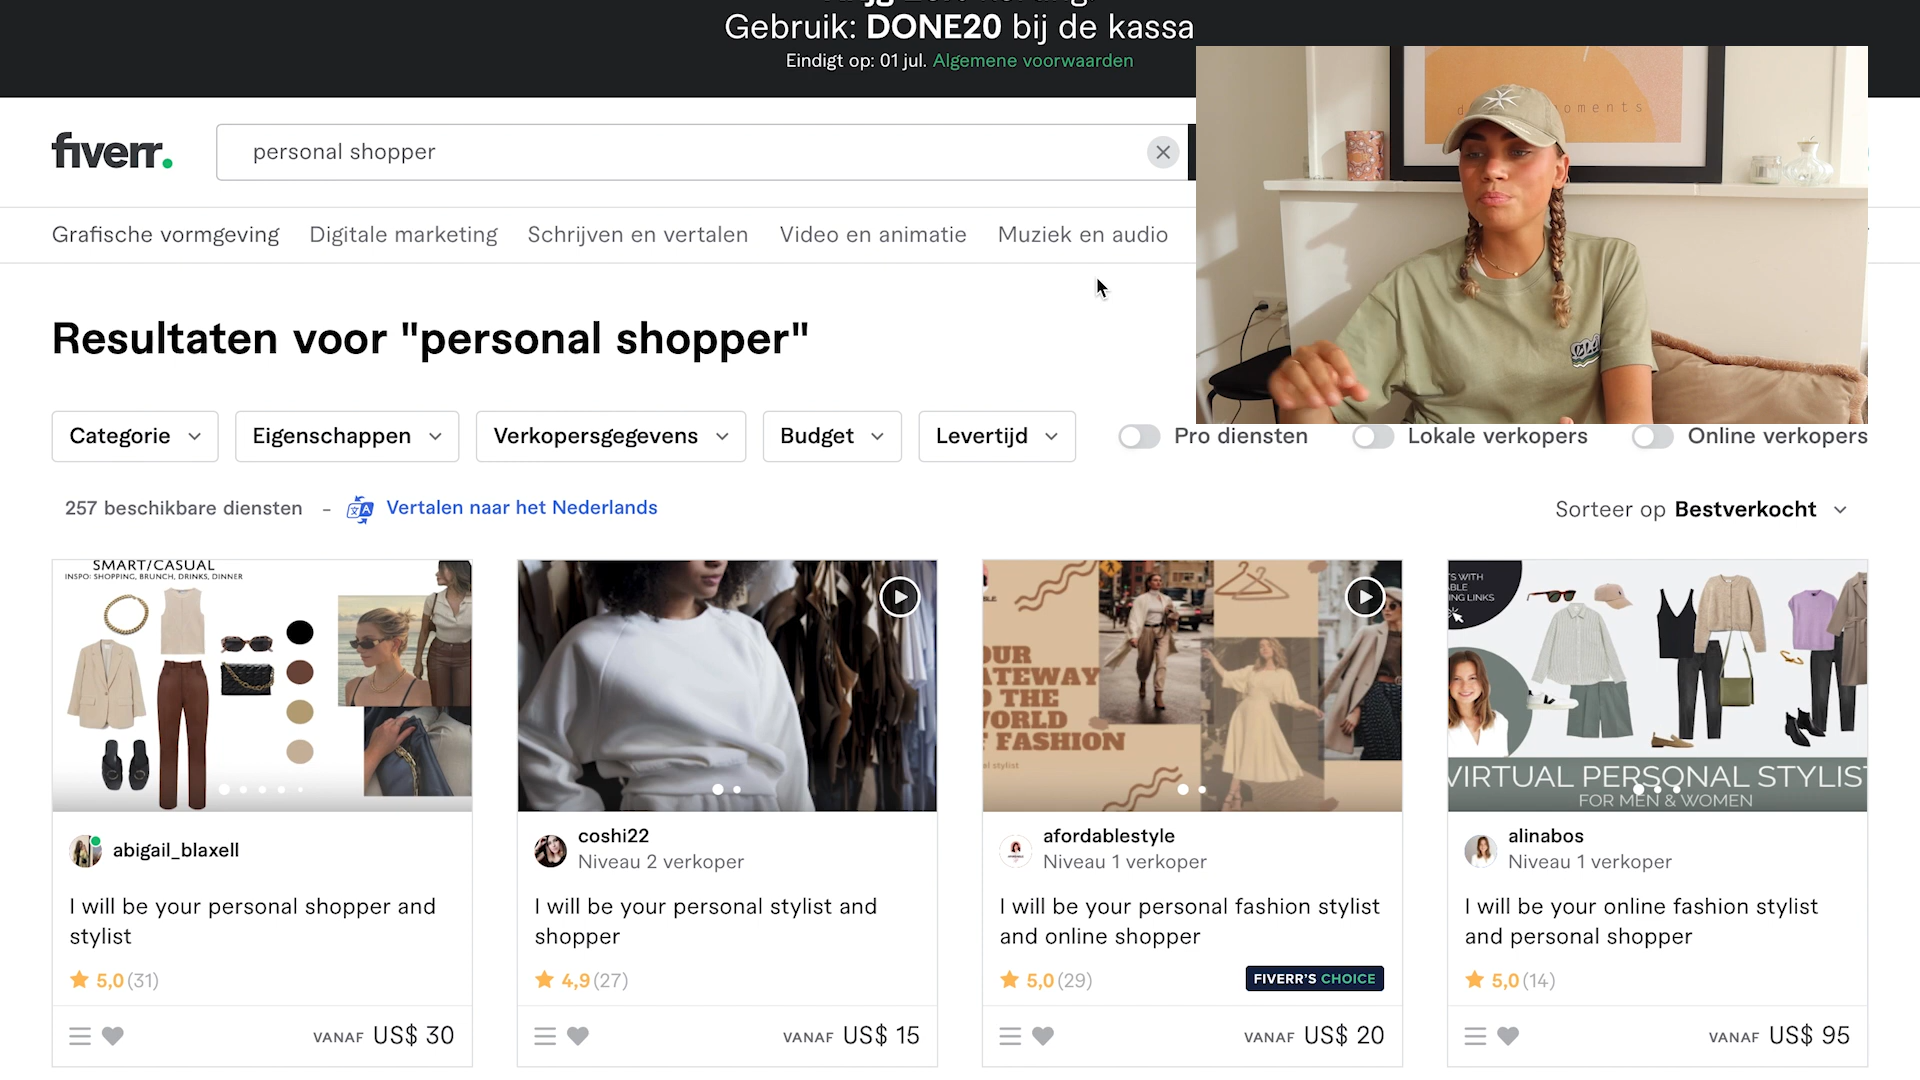 Gebruik: DONE20 bij de kassa
Eindigt op: 01 jul. Algemene voorwaarden
fiverr.
personal shopper
Grafische vormgeving
Digitale marketing
Schrijven en vertalen
Video en animatie
Muziek en audio
Resultaten voor "personal shopper"
Categorie
Eigenschappen
Verkopersgegevens
Budget
Levertijd
Pro diensten
Lokale verkopers
Online verkopers
257 beschikbare diensten - Vertalen naar het Nederlands
Sorteer op Bestverkocht
SMART/CASUAL
INSPO: SHOPPING, BRUNCH, DRINKS, DINNER
abigail_blaxell
I will be your personal shopper and
stylist
5,0 (31)
VANAF US$ 30
coshi22
Niveau 2 verkoper
I will be your personal stylist and
shopper
4,9 (27)
VANAF US$ 15
THE
FASHION
afordablestyle
Niveau 1 verkoper
I will be your personal fashion stylist
and online shopper
5,0 (29)
FIVERR'S CHOICE
VANAF US$ 20
WITH
LINKS
VIRTUAL PERSONAL STYLIST
FOR MEN & WOMEN
alinabos
Niveau 1 verkoper
I will be your online fashion stylist
and personal shopper
5,0 (14)
VANAF US$ 95